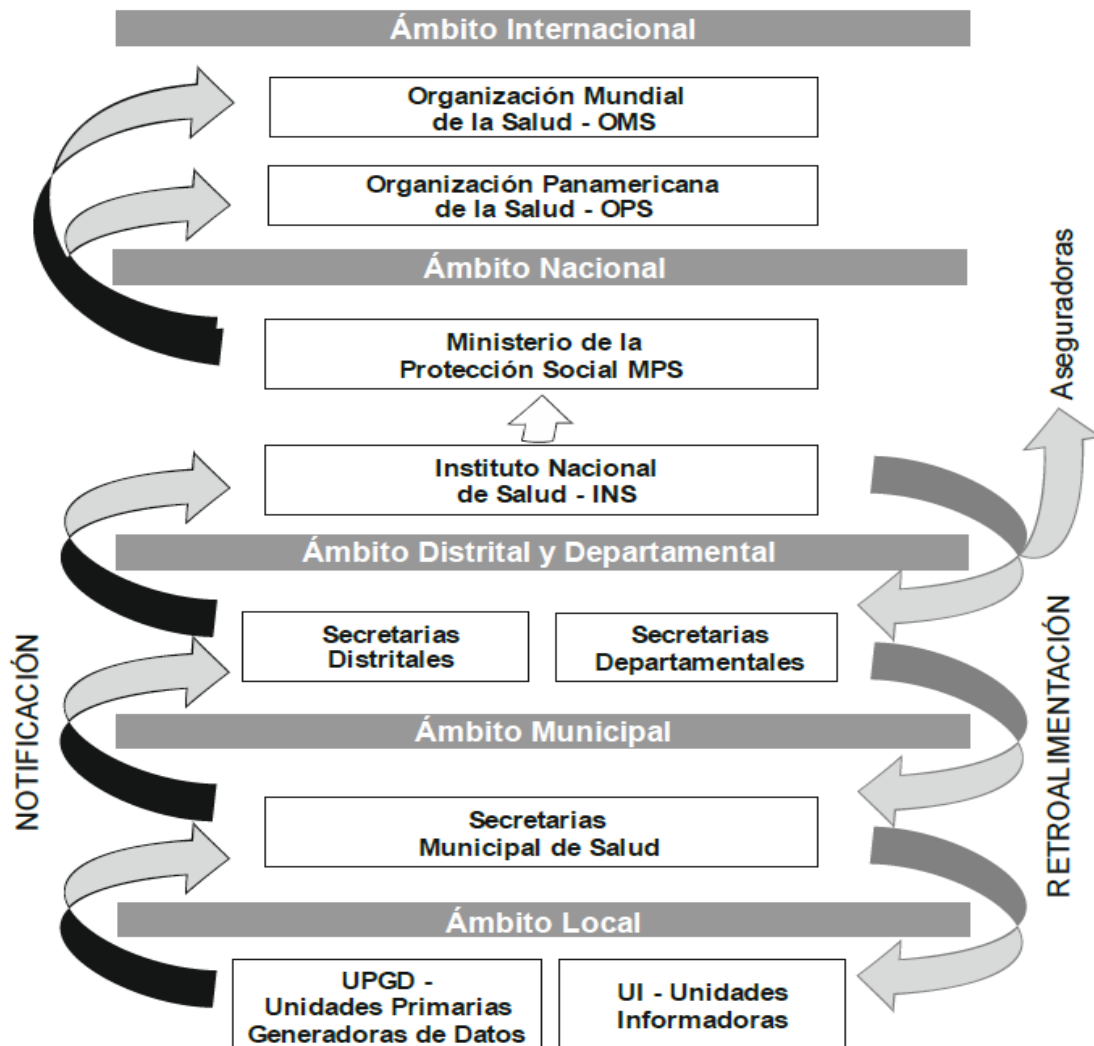 Ámbito Internacional
Organización Mundial
de la Salud - OMS
Organización Panamericana
de la Salud - OPS
Ámbito Nacional
Ministerio de la
Protección Social MPS
Aseguradoras
Instituto Nacional
de Salud - INS
Ámbito Distrital y Departamental
Secretarias
Distritales
Secretarias
Departamentales
NOTIFICACIÓN
RETROALIMENTACIÓN
Ámbito Municipal
Secretarias
Municipal de Salud
Ámbito Local
UPGD -
Unidades Primarias
Generadoras de Datos
UI - Unidades
Informadoras